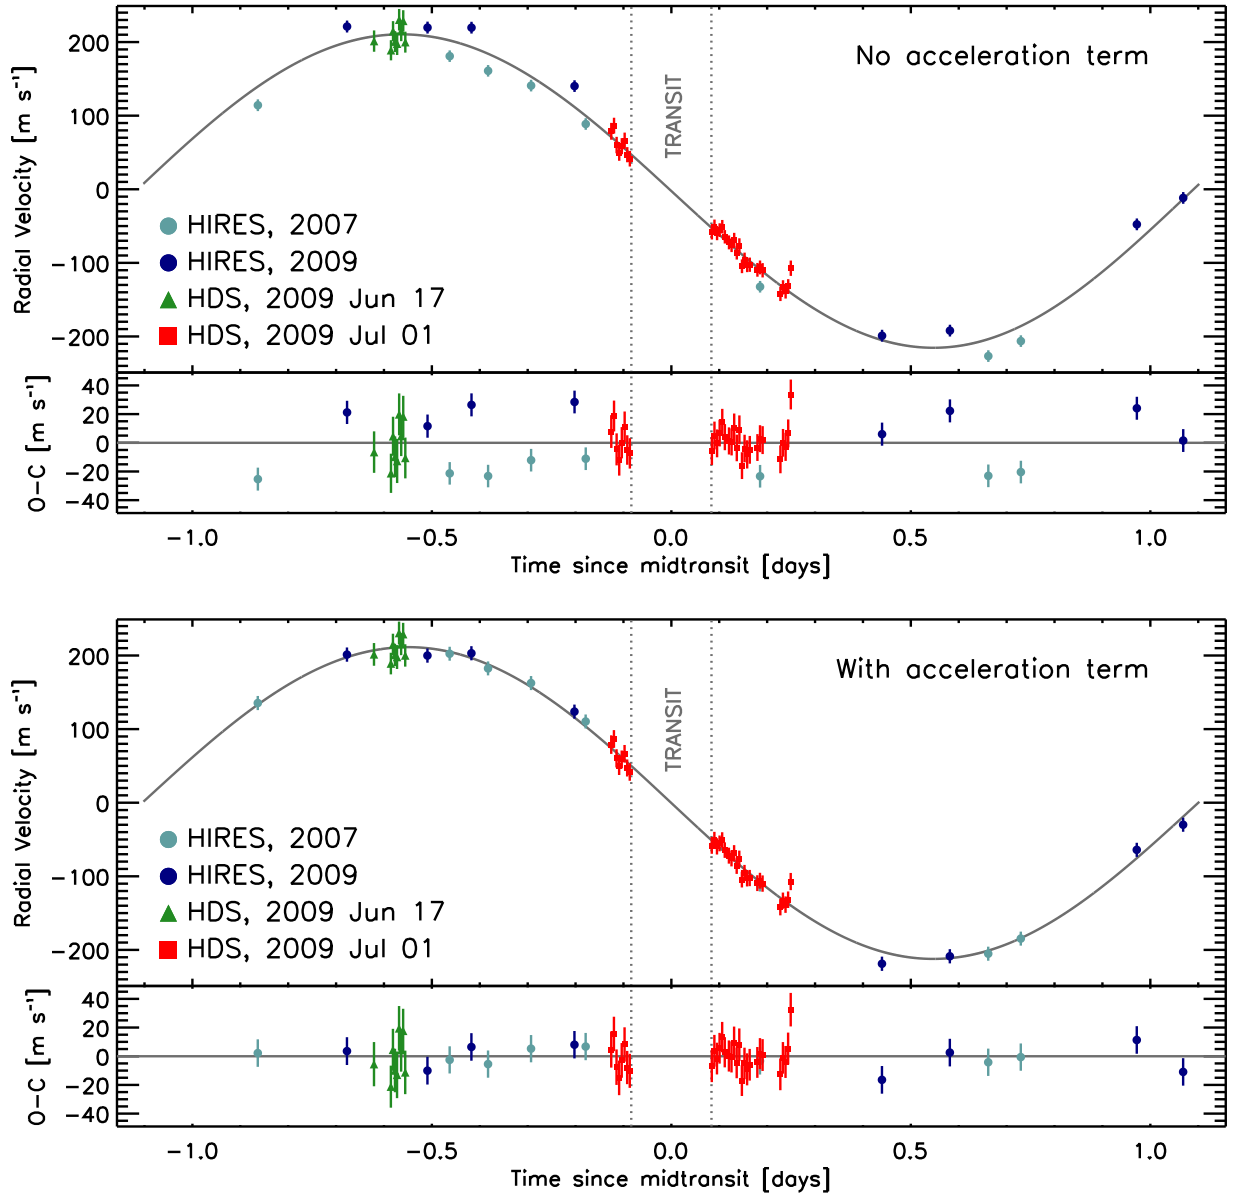 No acceleration term
Radial Velocity [m s⁻¹]
200
100
0
−100
−200
TRANSIT
HIRES, 2007
HIRES, 2009
HDS, 2009 Jun 17
HDS, 2009 Jul 01
O−C [m s⁻¹]
40
20
0
−20
−40
−1.0 −0.5 0.0 0.5 1.0
Time since midtransit [days]
With acceleration term
Radial Velocity [m s⁻¹]
200
100
0
−100
−200
TRANSIT
HIRES, 2007
HIRES, 2009
HDS, 2009 Jun 17
HDS, 2009 Jul 01
O−C [m s⁻¹]
40
20
0
−20
−40
−1.0 −0.5 0.0 0.5 1.0
Time since midtransit [days]